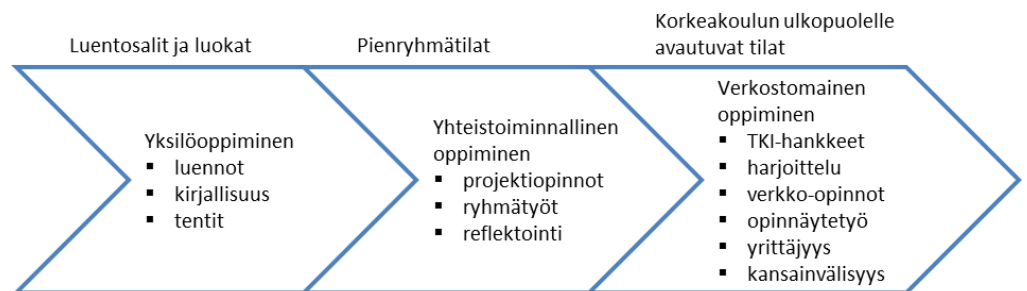 Luentosalit ja luokat
Pienryhmätilat
Korkeakoulun ulkopuolelle
avautuvat tilat
Yksilöoppiminen
▪ luennot
▪ kirjallisuus
▪ tentit
Yhteistoiminnallinen
oppiminen
▪ projektiopinnot
▪ ryhmätyöt
▪ reflektointi
Verkostomainen
oppiminen
▪ TKI-hankkeet
▪ harjoittelu
▪ verkko-opinnot
▪ opinnäytetyö
▪ yrittäjyys
▪ kansainvälisyys